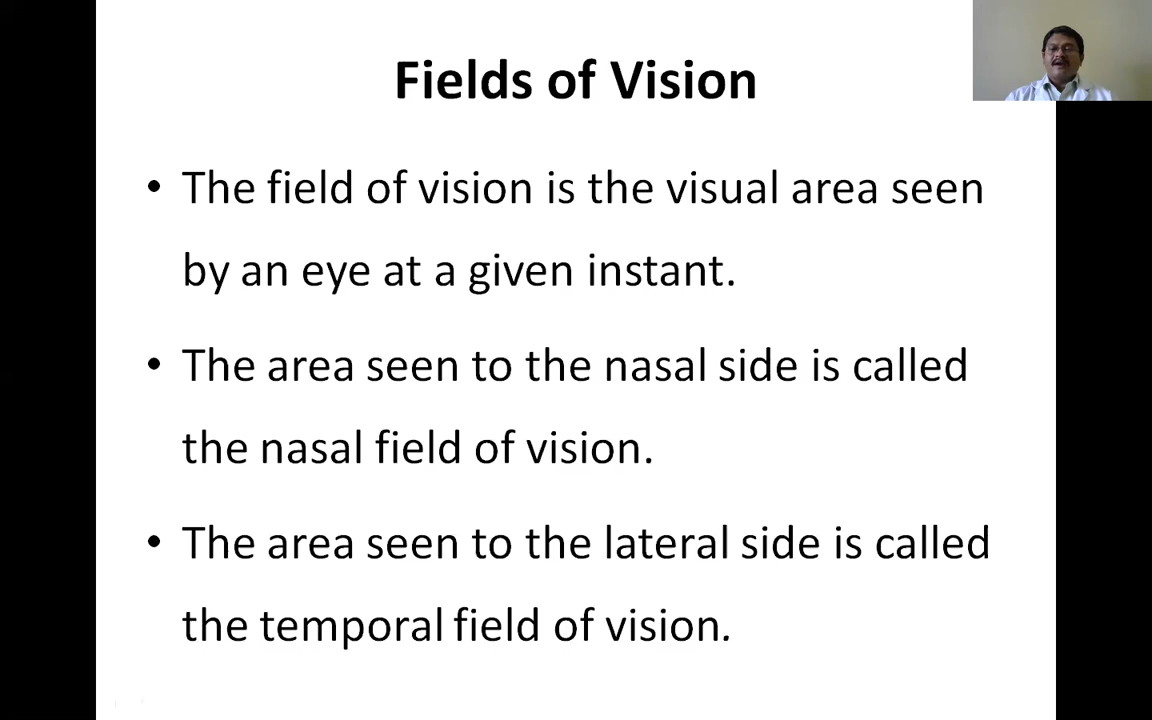 Fields of Vision
• The field of vision is the visual area seen
by an eye at a given instant.
• The area seen to the nasal side is called
the nasal field of vision.
• The area seen to the lateral side is called
the temporal field of vision.